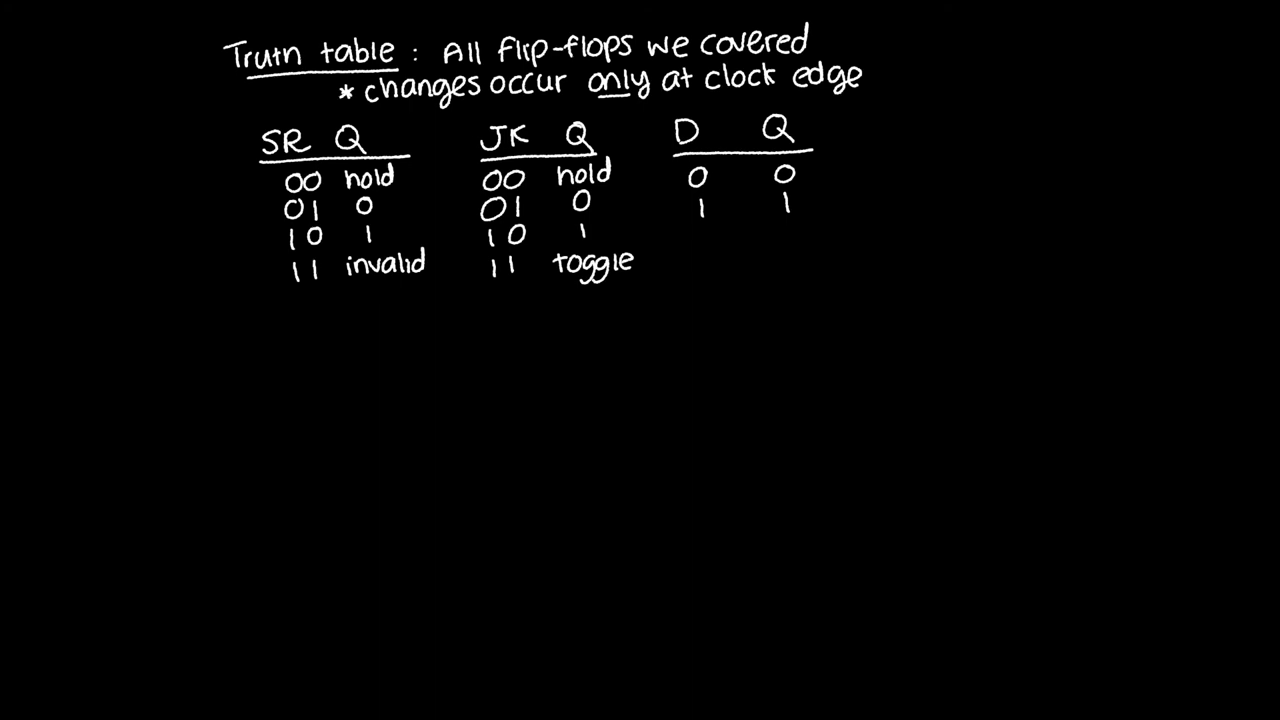 Truth table : All flip-flops we covered
* changes occur only at clock edge
SR Q JK Q D Q
00 hold 00 hold 0 0
01 0 01 0 1 1
10 1 10 1
11 invalid 11 toggle